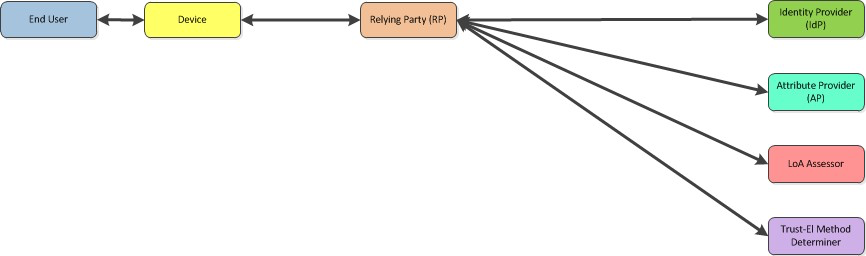 End User
Device
Relying Party (RP)
Identity Provider
(IdP)
Attribute Provider
(AP)
LoA Assessor
Trust-El Method
Determiner